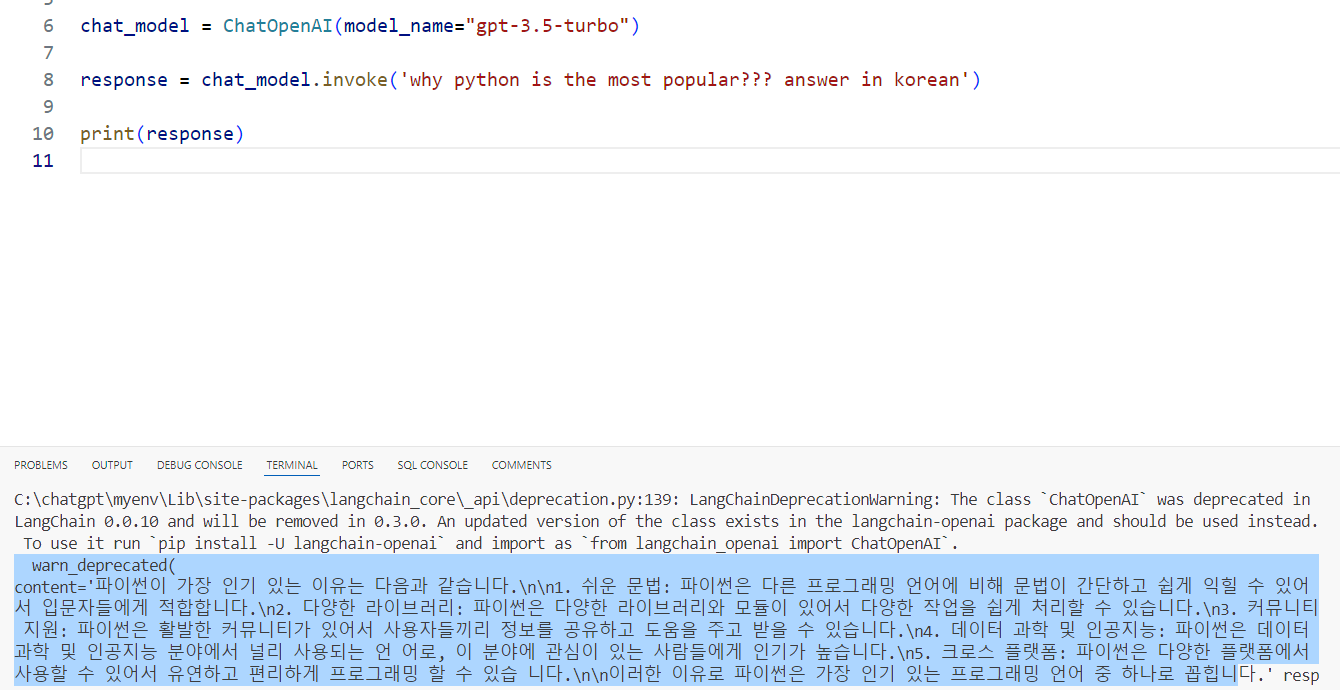 6 chat_model = ChatOpenAI(model_name="gpt-3.5-turbo")
7
8 response = chat_model.invoke('why python is the most popular??? answer in korean')
9
10 print(response)
11
PROBLEMS OUTPUT DEBUG CONSOLE TERMINAL PORTS SQL CONSOLE COMMENTS
C:\chatgpt\myenv\Lib\site-packages\langchain_core\_api\deprecation.py:139: LangChainDeprecationWarning: The class `ChatOpenAI` was deprecated in
LangChain 0.0.10 and will be removed in 0.3.0. An updated version of the class exists in the langchain-openai package and should be used instead.
To use it run `pip install -U langchain-openai` and import as `from langchain_openai import ChatOpenAI`.
warn_deprecated(
content='파이썬이 가장 인기 있는 이유는 다음과 같습니다.\n\n1. 쉬운 문법: 파이썬은 다른 프로그래밍 언어에 비해 문법이 간단하고 쉽게 익힐 수 있어
서 입문자들에게 적합합니다.\n2. 다양한 라이브러리: 파이썬은 다양한 라이브러리와 모듈이 있어서 다양한 작업을 쉽게 처리할 수 있습니다.\n3. 커뮤니티
지원: 파이썬은 활발한 커뮤니티가 있어서 사용자들끼리 정보를 공유하고 도움을 주고 받을 수 있습니다.\n4. 데이터 과학 및 인공지능: 파이썬은 데이터
과학 및 인공지능 분야에서 널리 사용되는 언 어로, 이 분야에 관심이 있는 사람들에게 인기가 높습니다.\n5. 크로스 플랫폼: 파이썬은 다양한 플랫폼에서
사용할 수 있어서 유연하고 편리하게 프로그래밍 할 수 있습 니다.\n\n이러한 이유로 파이썬은 가장 인기 있는 프로그래밍 언어 중 하나로 꼽힙니다.' resp